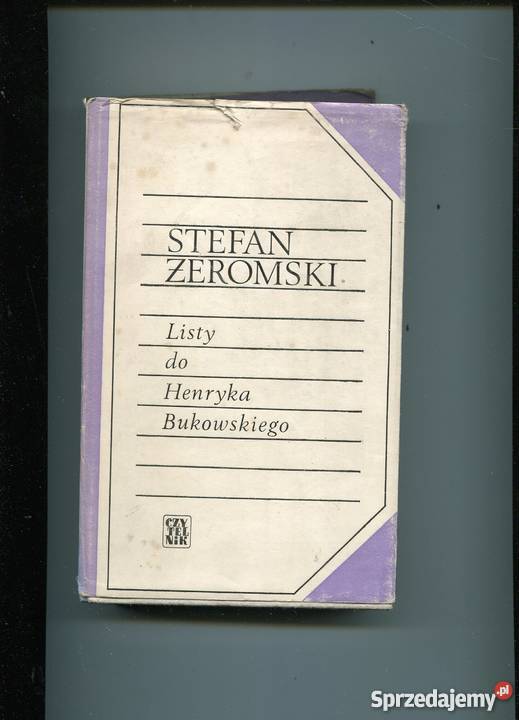 STEFAN
ŻEROMSKI
Listy
do
Henryka
Bukowskiego
CZY
TEL
NIK
Sprzedajemy.pl